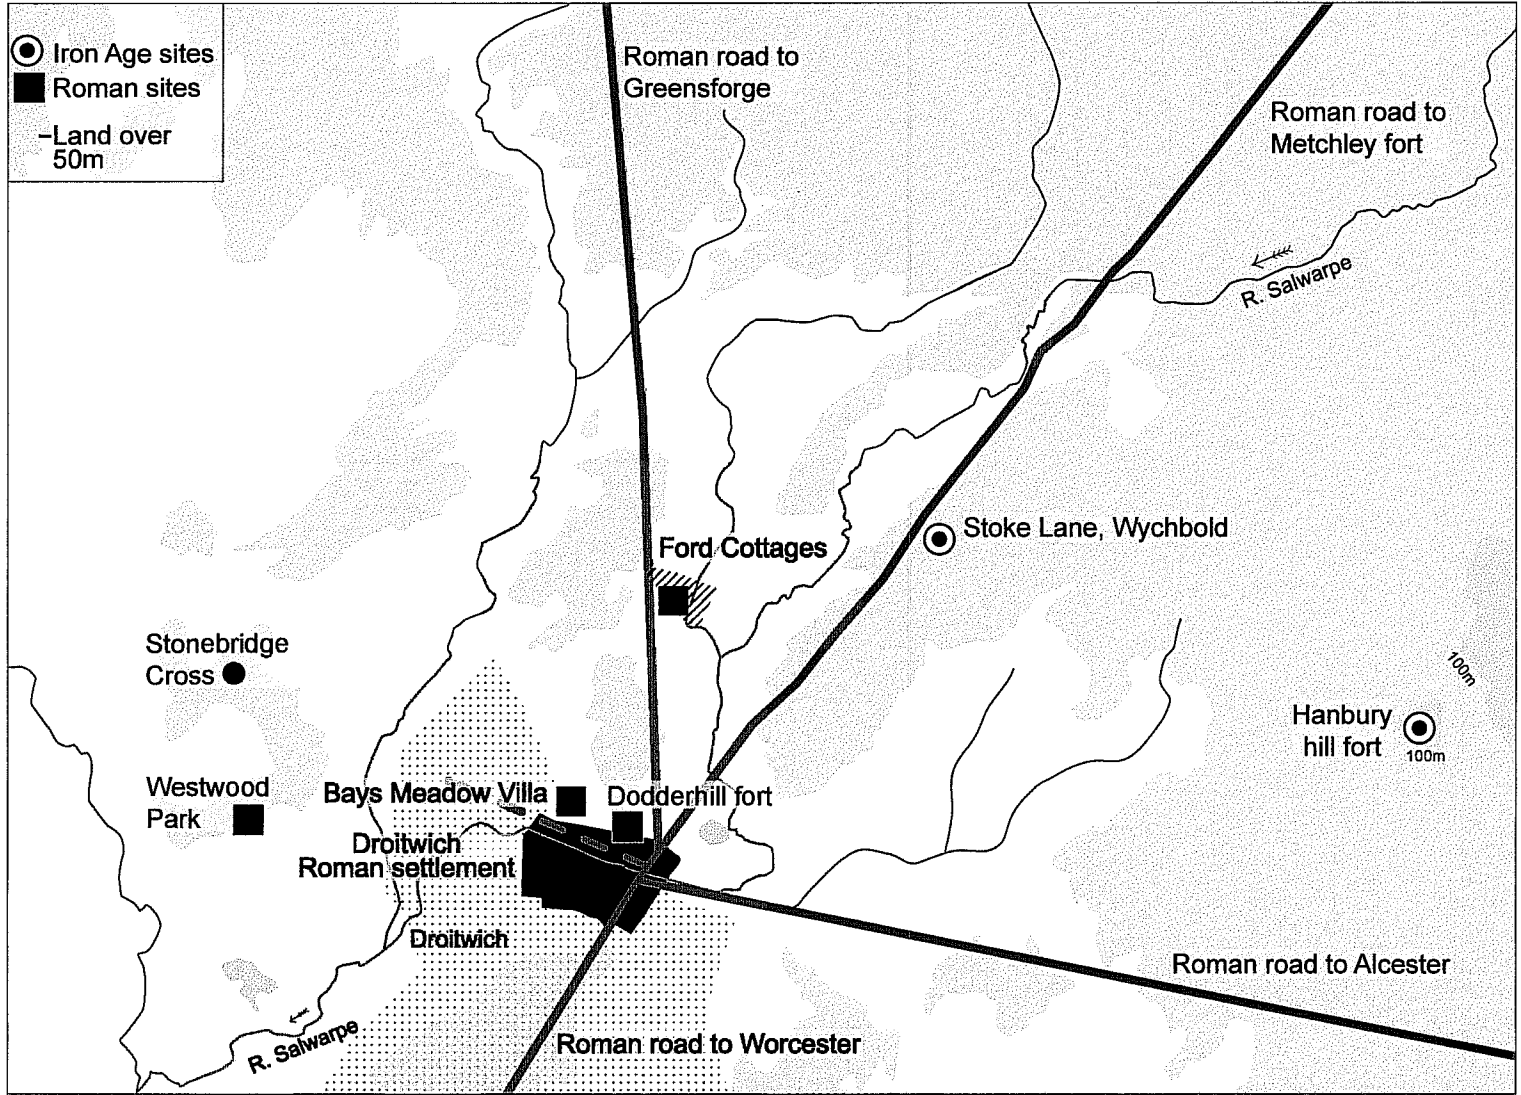 Iron Age sites
Roman sites
Land over
50m
Roman road to
Greensforge
Roman road to
Metchley fort
R. Salwarpe
Stoke Lane, Wychbold
Ford Cottages
Stonebridge
Cross
100m
Hanbury
hill fort
100m
Westwood
Park
Bays Meadow Villa
Dodderhill fort
Droitwich
Roman settlement
Droitwich
Roman road to Alcester
R. Salwarpe
Roman road to Worcester